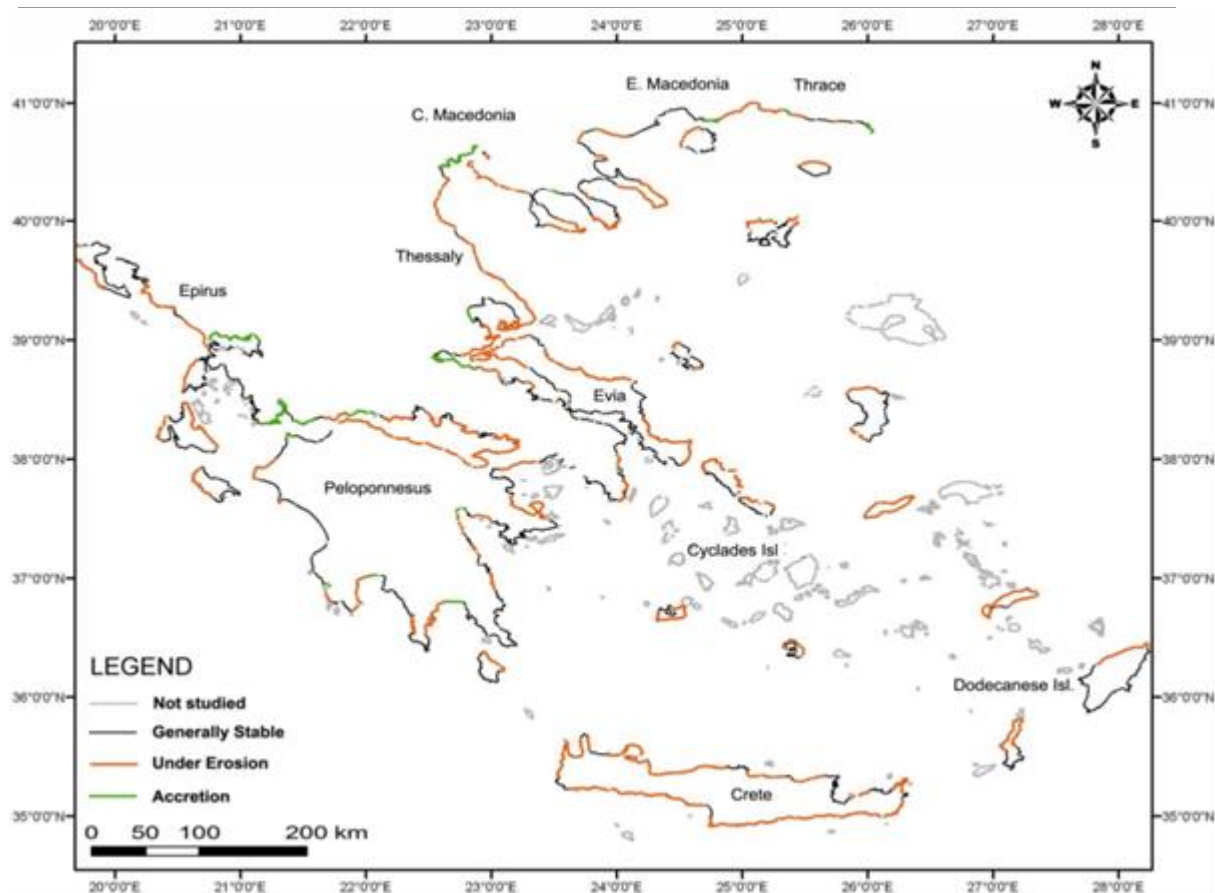 20°0'0"E 21°0'0"E 22°0'0"E 23°0'0"E 24°0'0"E 25°0'0"E 26°0'0"E 27°0'0"E 28°0'0"E
N
W E
S
E. Macedonia Thrace
41°0'0"N 41°0'0"N
C. Macedonia
40°0'0"N 40°0'0"N
Thessaly
Epirus
39°0'0"N 39°0'0"N
Evia
38°0'0"N 38°0'0"N
Peloponnesus
Cyclades Isl
37°0'0"N 37°0'0"N
LEGEND
Dodecanese Isl.
36°0'0"N 36°0'0"N
Not studied
Generally Stable
Under Erosion
Accretion
Crete
35°0'0"N 35°0'0"N
0 50 100 200 km
20°0'0"E 21°0'0"E 22°0'0"E 23°0'0"E 24°0'0"E 25°0'0"E 26°0'0"E 27°0'0"E 28°0'0"E